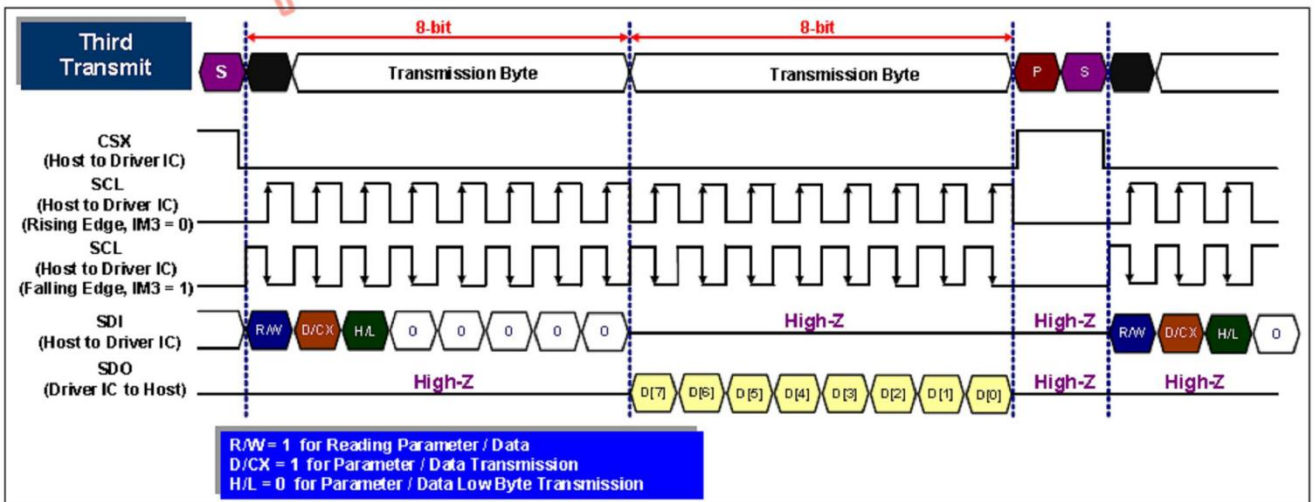 Third
Transmit
8-bit
8-bit
S
Transmission Byte
Transmission Byte
P
S
CSX
(Host to Driver IC)
SCL
(Host to Driver IC)
(Rising Edge, IM3 = 0)
SCL
(Host to Driver IC)
(Falling Edge, IM3 = 1)
SDI
(Host to Driver IC)
R/W D/CX H/L 0 0 0 0 0
High-Z
High-Z
R/W D/CX H/L 0
SDO
(Driver IC to Host)
High-Z
D[7] D[6] D[5] D[4] D[3] D[2] D[1] D[0]
High-Z
High-Z
R/W = 1 for Reading Parameter / Data
D/CX = 1 for Parameter / Data Transmission
H/L = 0 for Parameter / Data Low Byte Transmission